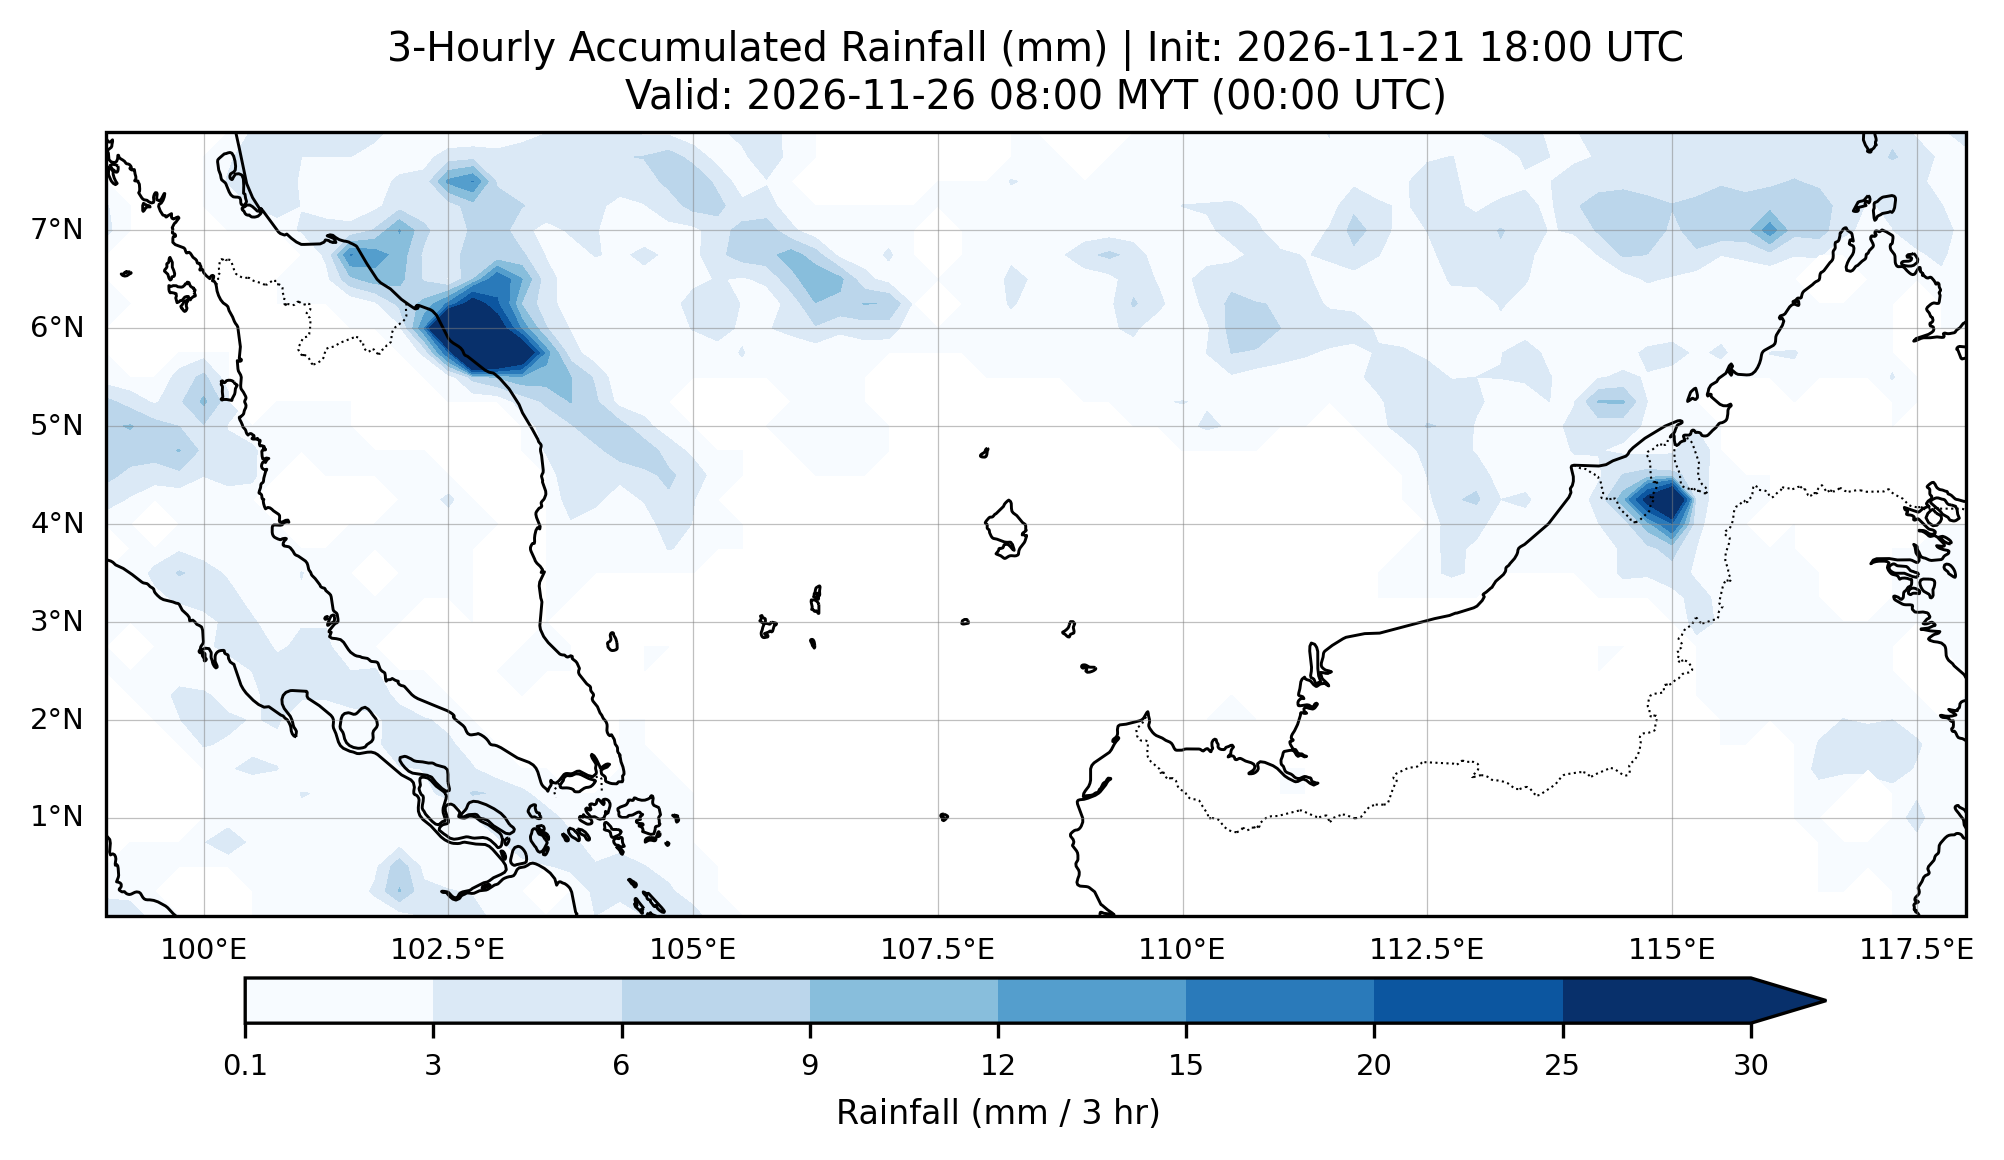 3-Hourly Accumulated Rainfall (mm) | Init: 2026-11-21 18:00 UTC
Valid: 2026-11-26 08:00 MYT (00:00 UTC)
7°N
6°N
5°N
4°N
3°N
2°N
1°N
100°E 102.5°E 105°E 107.5°E 110°E 112.5°E 115°E 117.5°E
0.1 3 6 9 12 15 20 25 30
Rainfall (mm / 3 hr)